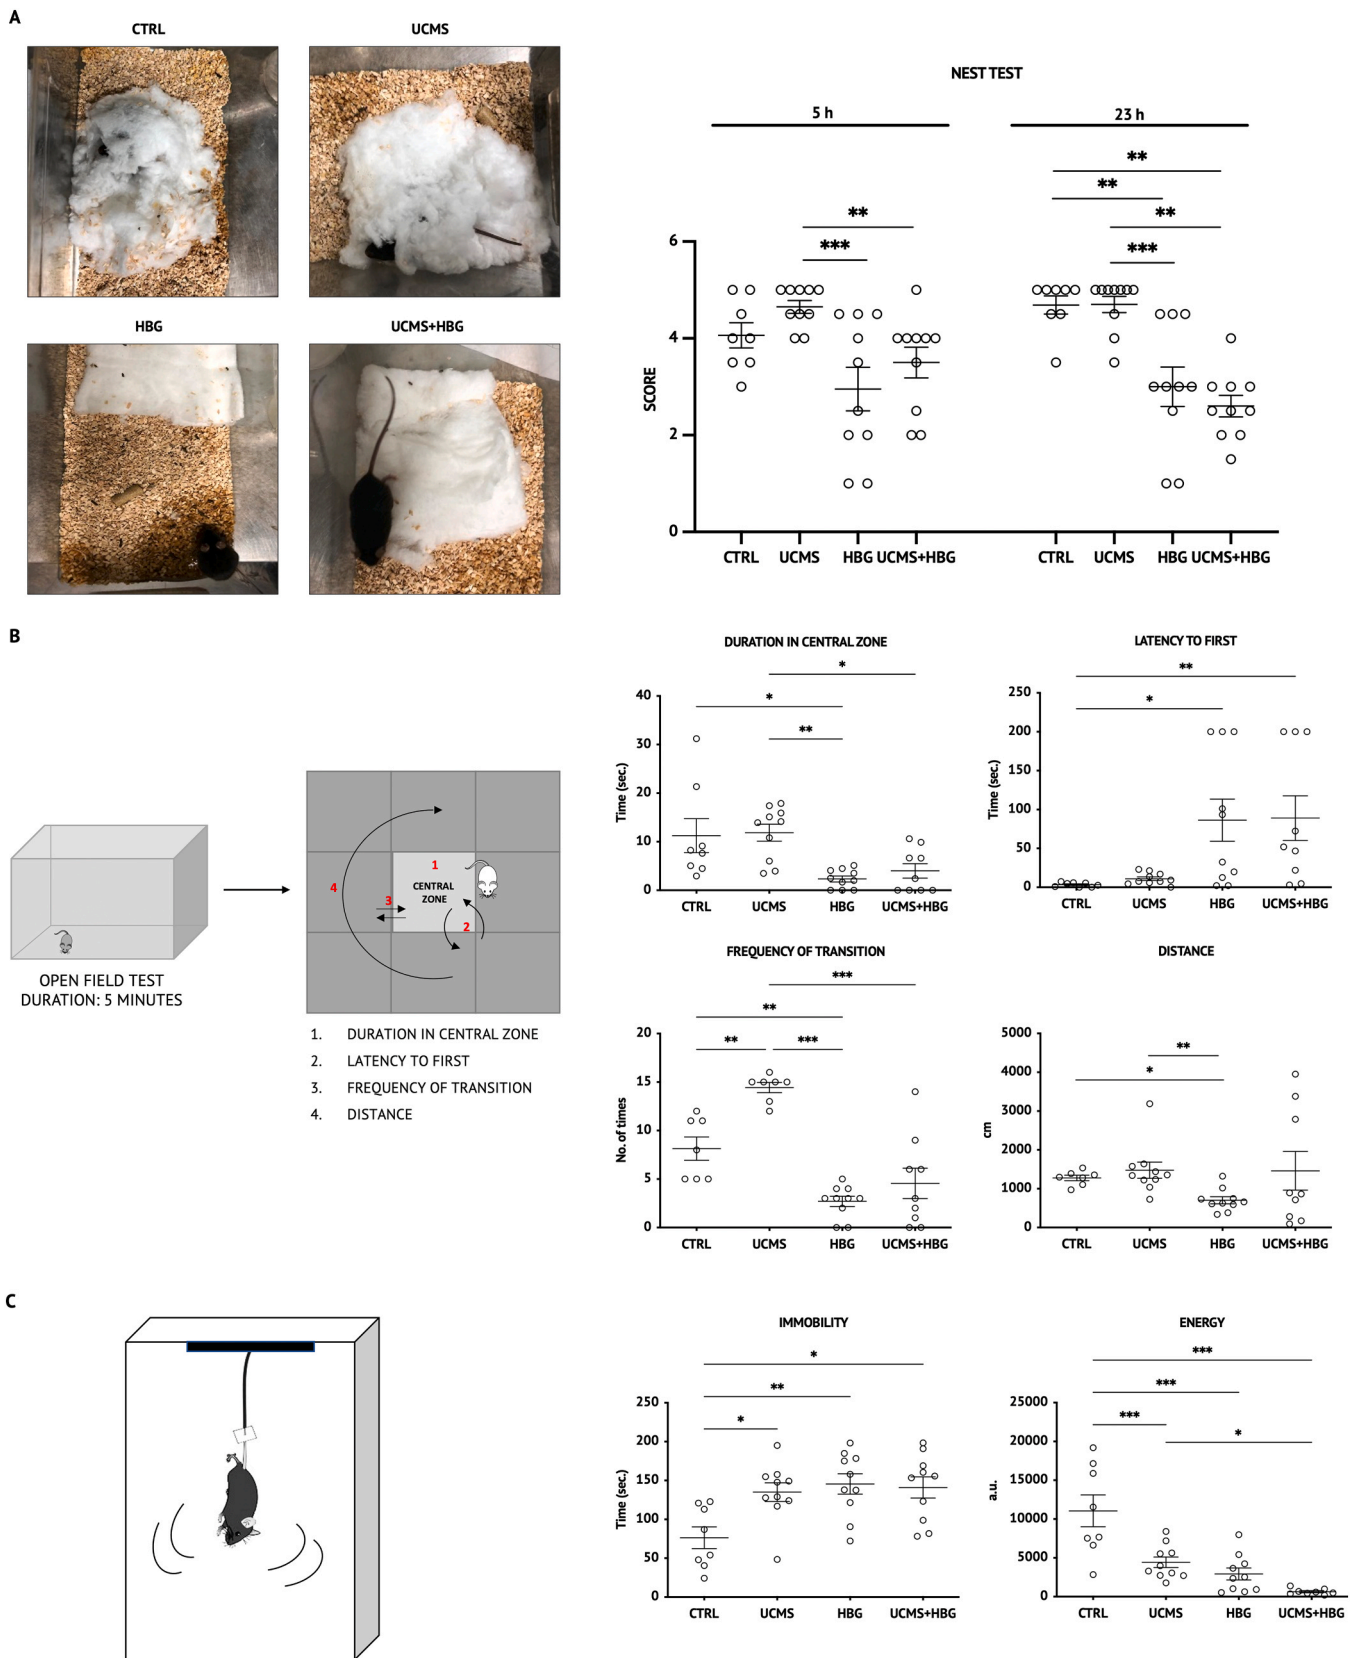 A
CTRL
UCMS
HBG
UCMS+HBG
NEST TEST
5 h
23 h
**
**
**
**
***
***
SCORE
6
4
2
0
CTRL
UCMS
HBG
UCMS+HBG
CTRL
UCMS
HBG
UCMS+HBG
B
OPEN FIELD TEST
DURATION: 5 MINUTES
1
CENTRAL
ZONE
4
3
2
1. DURATION IN CENTRAL ZONE
2. LATENCY TO FIRST
3. FREQUENCY OF TRANSITION
4. DISTANCE
DURATION IN CENTRAL ZONE
*
*
**
Time (sec.)
40
30
20
10
0
CTRL
UCMS
HBG
UCMS+HBG
LATENCY TO FIRST
**
*
Time (sec.)
250
200
150
100
50
0
CTRL
UCMS
HBG
UCMS+HBG
FREQUENCY OF TRANSITION
***
**
**
***
No. of times
20
15
10
5
0
CTRL
UCMS
HBG
UCMS+HBG
DISTANCE
**
*
cm
5000
4000
3000
2000
1000
0
CTRL
UCMS
HBG
UCMS+HBG
C
IMMOBILITY
*
**
*
Time (sec.)
250
200
150
100
50
0
CTRL
UCMS
HBG
UCMS+HBG
ENERGY
***
***
***
*
a.u.
25000
20000
15000
10000
5000
0
CTRL
UCMS
HBG
UCMS+HBG